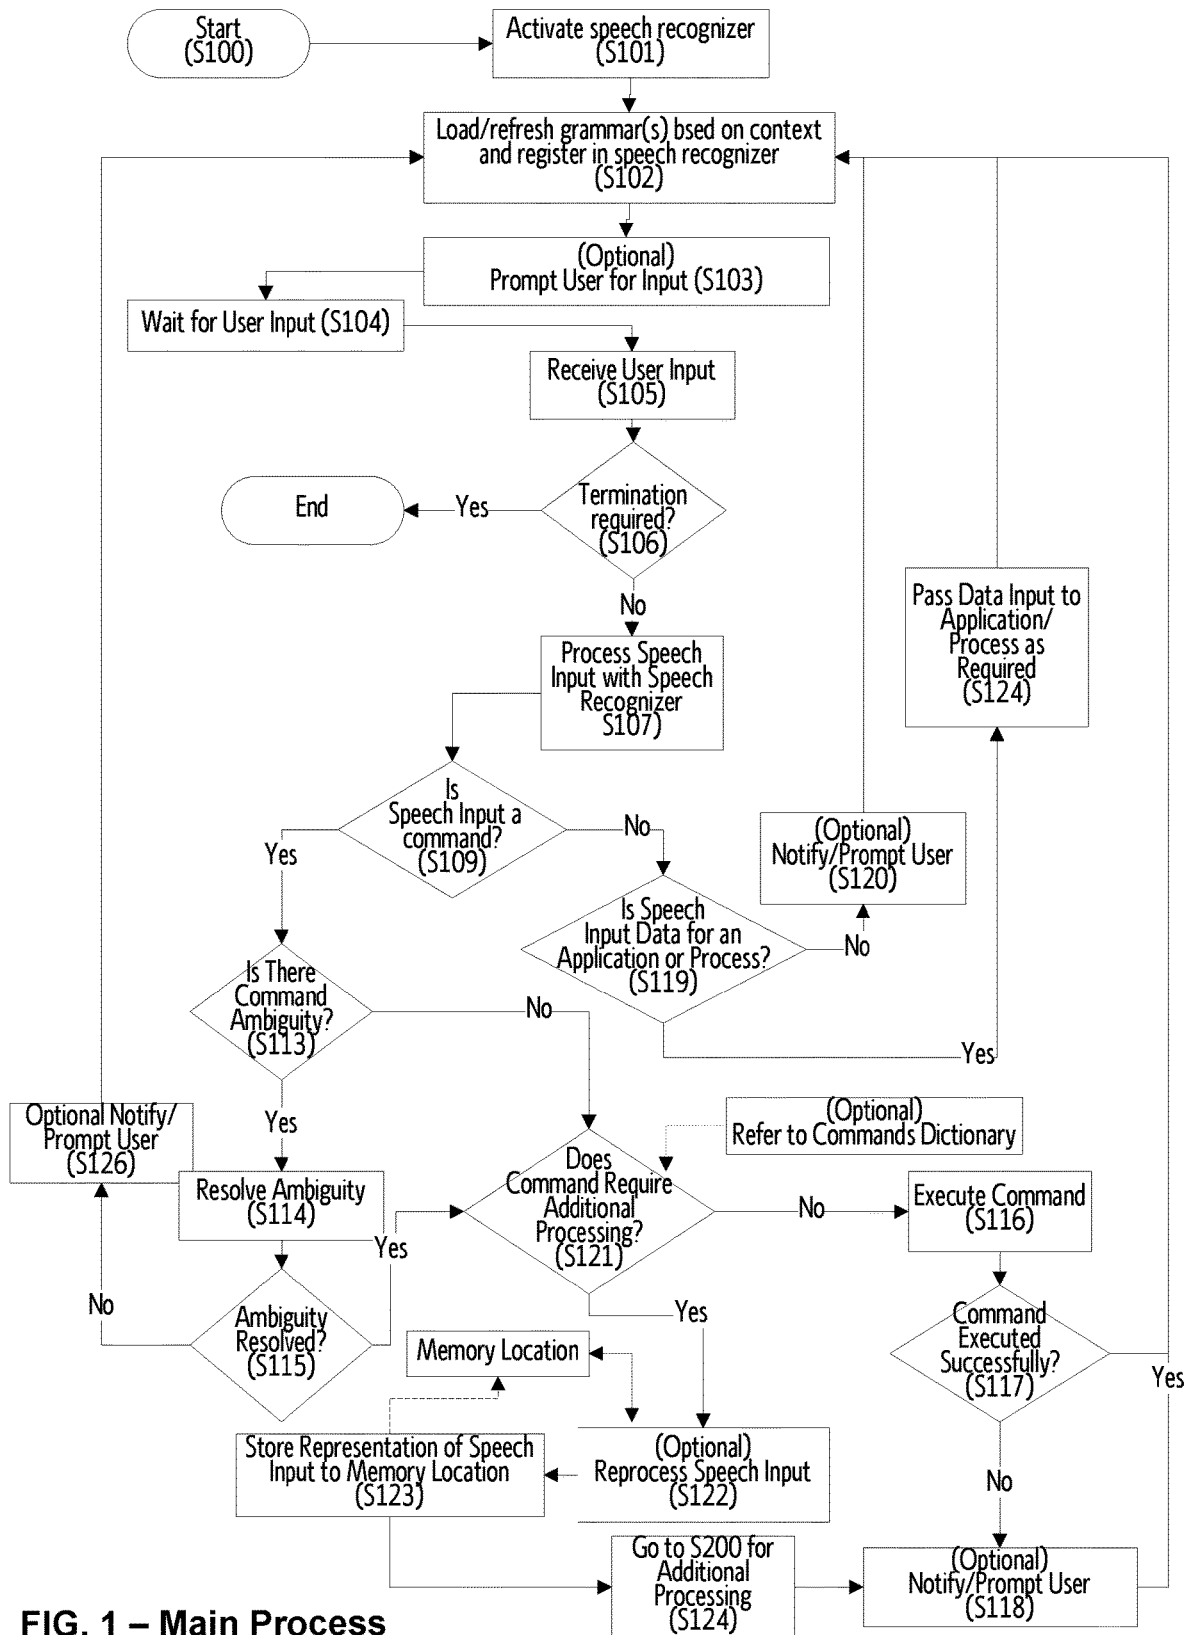 Start
(S100)
Activate speech recognizer
(S101)
Load/refresh grammar(s) bsed on context
and register in speech recognizer
(S102)
(Optional)
Prompt User for Input (S103)
Wait for User Input (S104)
Receive User Input
(S105)
Termination
required?
(S106)
Yes
End
No
Process Speech
Input with Speech
Recognizer
S107)
Is
Speech Input a
command?
(S109)
Yes
No
Is Speech
Input Data for an
Application or Process?
(S119)
No
(Optional)
Notify/Prompt User
(S120)
Pass Data Input to
Application/
Process as
Required
(S124)
Yes
Is There
Command
Ambiguity?
(S113)
No
Yes
Optional Notify/
Prompt User
(S126)
Resolve Ambiguity
(S114)
Yes
Ambiguity
Resolved?
(S115)
No
(Optional)
Refer to Commands Dictionary
Does
Command Require
Additional
Processing?
(S121)
No
Execute Command
(S116)
Yes
Command
Executed
Successfully?
(S117)
Yes
No
Memory Location
Store Representation of Speech
Input to Memory Location
(S123)
(Optional)
Reprocess Speech Input
(S122)
Go to S200 for
Additional
Processing
(S124)
(Optional)
Notify/Prompt User
(S118)
FIG. 1 – Main Process